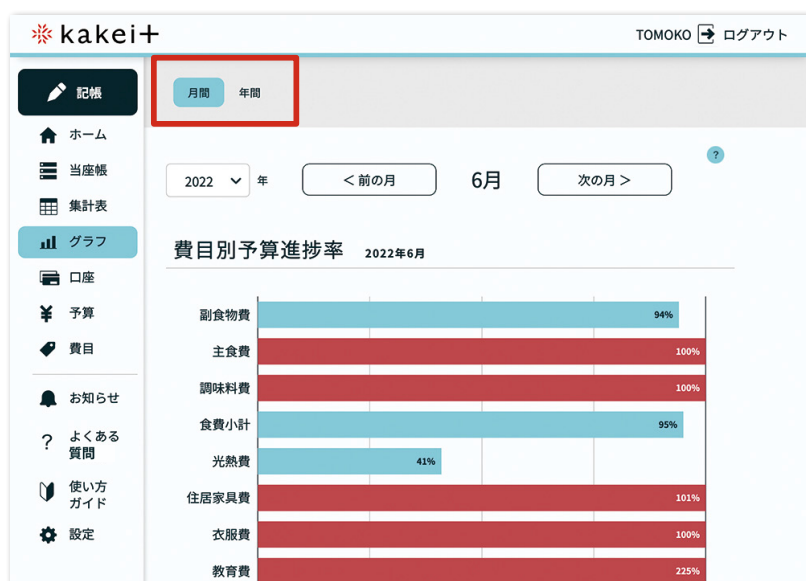 kakei+
TOMOKO ログアウト
記帳
ホーム
当座帳
集計表
グラフ
口座
予算
費目
お知らせ
?
よくある
質問
使い方
ガイド
設定
月間 年間
?
2022 年 <前の月 6月 次の月>
費目別予算進捗率 2022年6月
副食物費 94%
主食費 100%
調味料費 100%
食費小計 95%
光熱費 41%
住居家具費 101%
衣服費 100%
教育費 225%